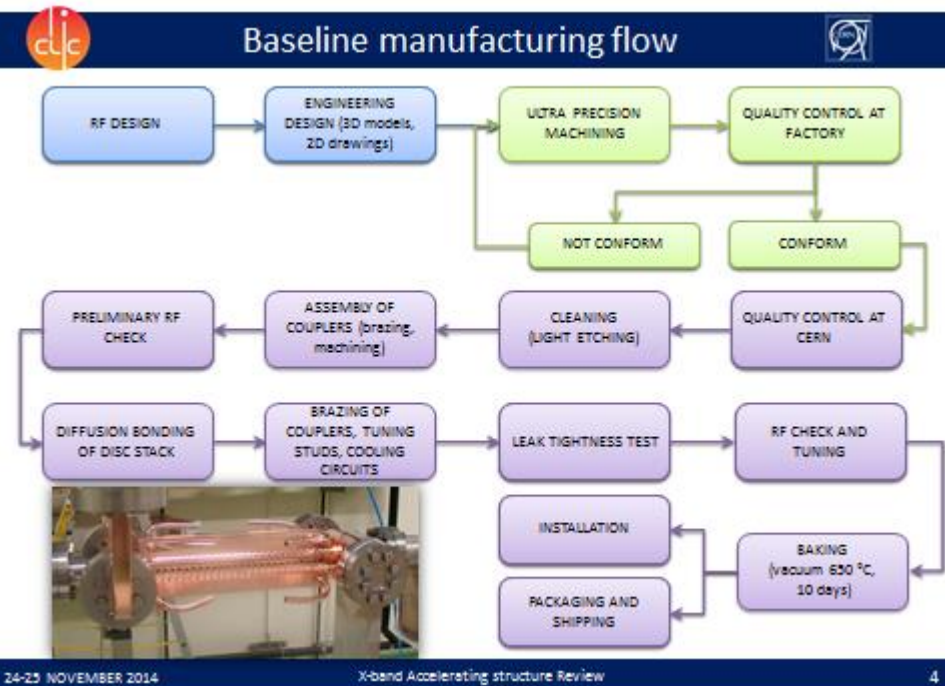 clic
Baseline manufacturing flow
CERN
RF DESIGN
ENGINEERING
DESIGN (3D models,
2D drawings)
ULTRA PRECISION
MACHINING
QUALITY CONTROL AT
FACTORY
NOT CONFORM
CONFORM
QUALITY CONTROL AT
CERN
CLEANING
(LIGHT ETCHING)
ASSEMBLY OF
COUPLERS (brazing,
machining)
PRELIMINARY RF
CHECK
DIFFUSION BONDING
OF DISC STACK
BRAZING OF
COUPLERS, TUNING
STUDS, COOLING
CIRCUITS
LEAK TIGHTNESS TEST
RF CHECK AND
TUNING
BAKING
(vacuum 650 °C,
10 days)
INSTALLATION
PACKAGING AND
SHIPPING
24-25 NOVEMBER 2014
X-band Accelerating structure Review
4